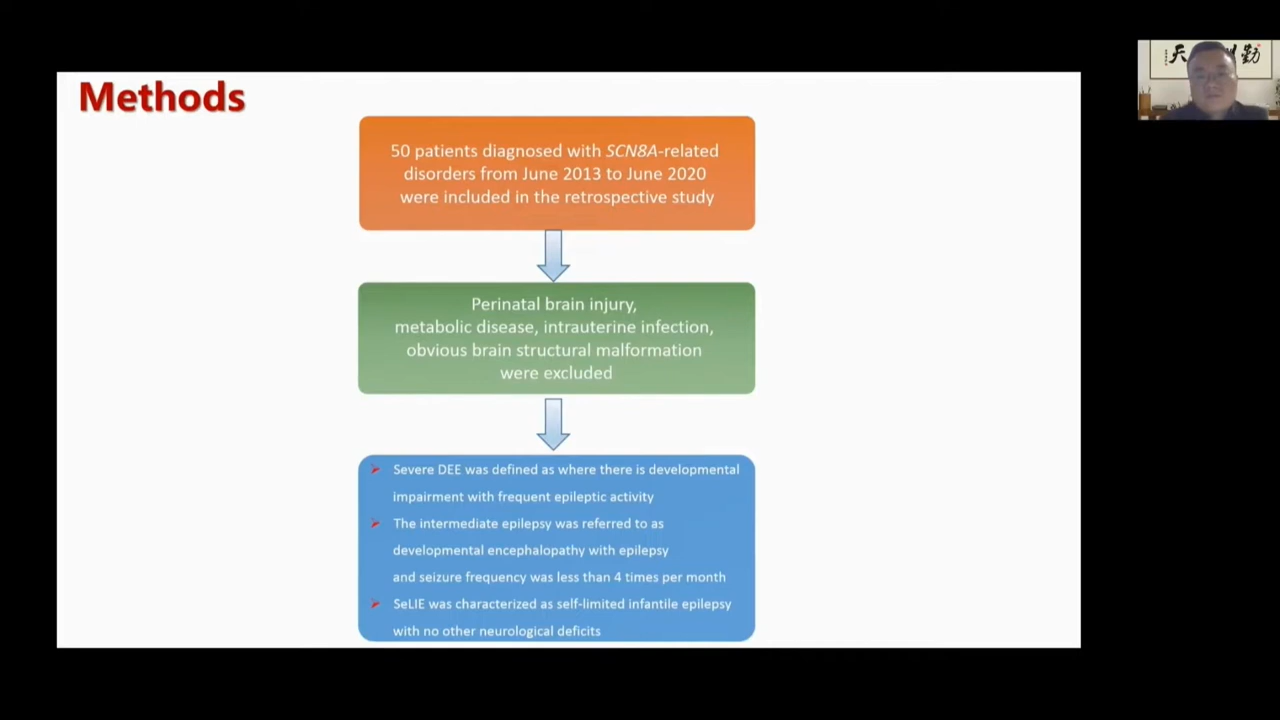 Methods
50 patients diagnosed with SCN8A-related
disorders from June 2013 to June 2020
were included in the retrospective study
Perinatal brain injury,
metabolic disease, intrauterine infection,
obvious brain structural malformation
were excluded
Severe DEE was defined as where there is developmental
impairment with frequent epileptic activity
The intermediate epilepsy was referred to as
developmental encephalopathy with epilepsy
and seizure frequency was less than 4 times per month
SeLIE was characterized as self-limited infantile epilepsy
with no other neurological deficits
天 勤